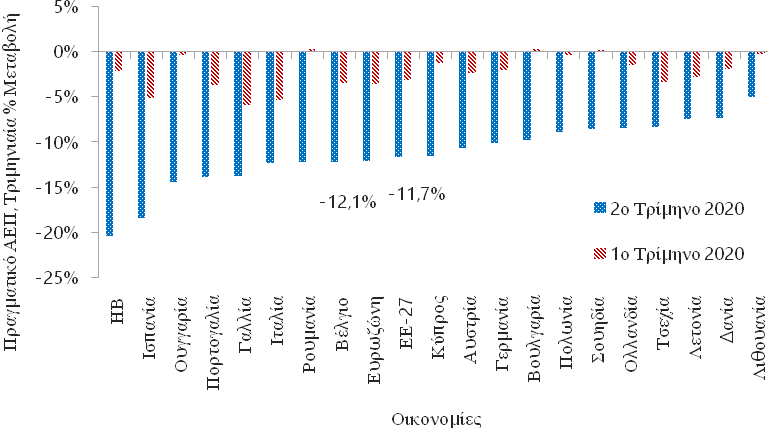 Πραγματικό ΑΕΠ, Τριμηνιαία % Μεταβολή
5%
0%
-5%
-10%
-15%
-20%
-25%
-12,1%
-11,7%
2ο Τρίμηνο 2020
1ο Τρίμηνο 2020
ΗΒ
Ισπανία
Ουγγαρία
Πορτογαλία
Γαλλία
Ιταλία
Ρουμανία
Βέλγιο
Ευρωζώνη
ΕΕ-27
Κύπρος
Αυστρία
Γερμανία
Βουλγαρία
Πολωνία
Σουηδία
Ολλανδία
Τσεχία
Λετονία
Δανία
Λιθουανία
Οικονομίες